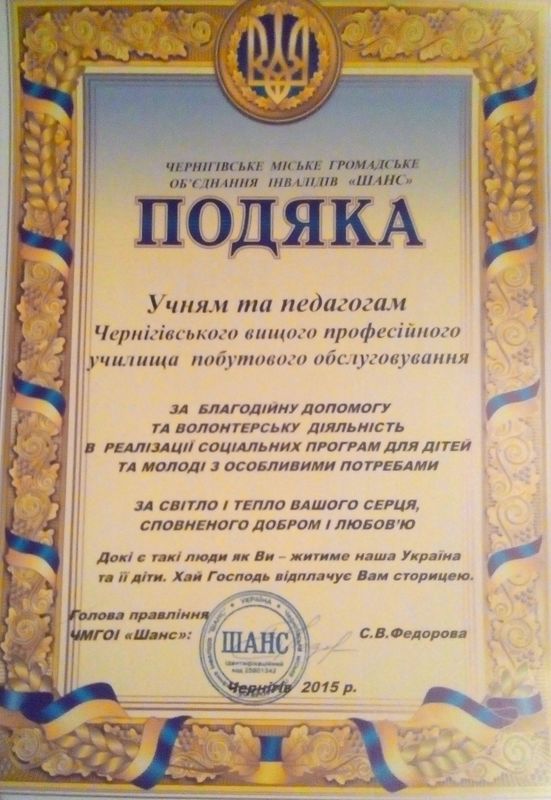 ЧЕРНІГІВСЬКЕ МІСЬКЕ ГРОМАДСЬКЕ
ОБ'ЄДНАННЯ ІНВАЛІДІВ «ШАНС»
ПОДЯКА
Учням та педагогам
Чернігівського вищого професійного
училища побутового обслуговування
ЗА БЛАГОДІЙНУ ДОПОМОГУ
ТА ВОЛОНТЕРСЬКУ ДІЯЛЬНІСТЬ
В РЕАЛІЗАЦІЇ СОЦІАЛЬНИХ ПРОГРАМ ДЛЯ ДІТЕЙ
ТА МОЛОДІ З ОСОБЛИВИМИ ПОТРЕБАМИ
ЗА СВІТЛО І ТЕПЛО ВАШОГО СЕРЦЯ,
СПОВНЕНОГО ДОБРОМ І ЛЮБОВ'Ю
Докі є такі люди як Ви – житиме наша Україна
та її діти. Хай Господь відплачує Вам сторицею.
Голова правління
ЧМГОІ «Шанс»: С.В.Федорова
УКРАЇНА
ШАНС
ідентифікаційний
код
Чернігів 2015 р.